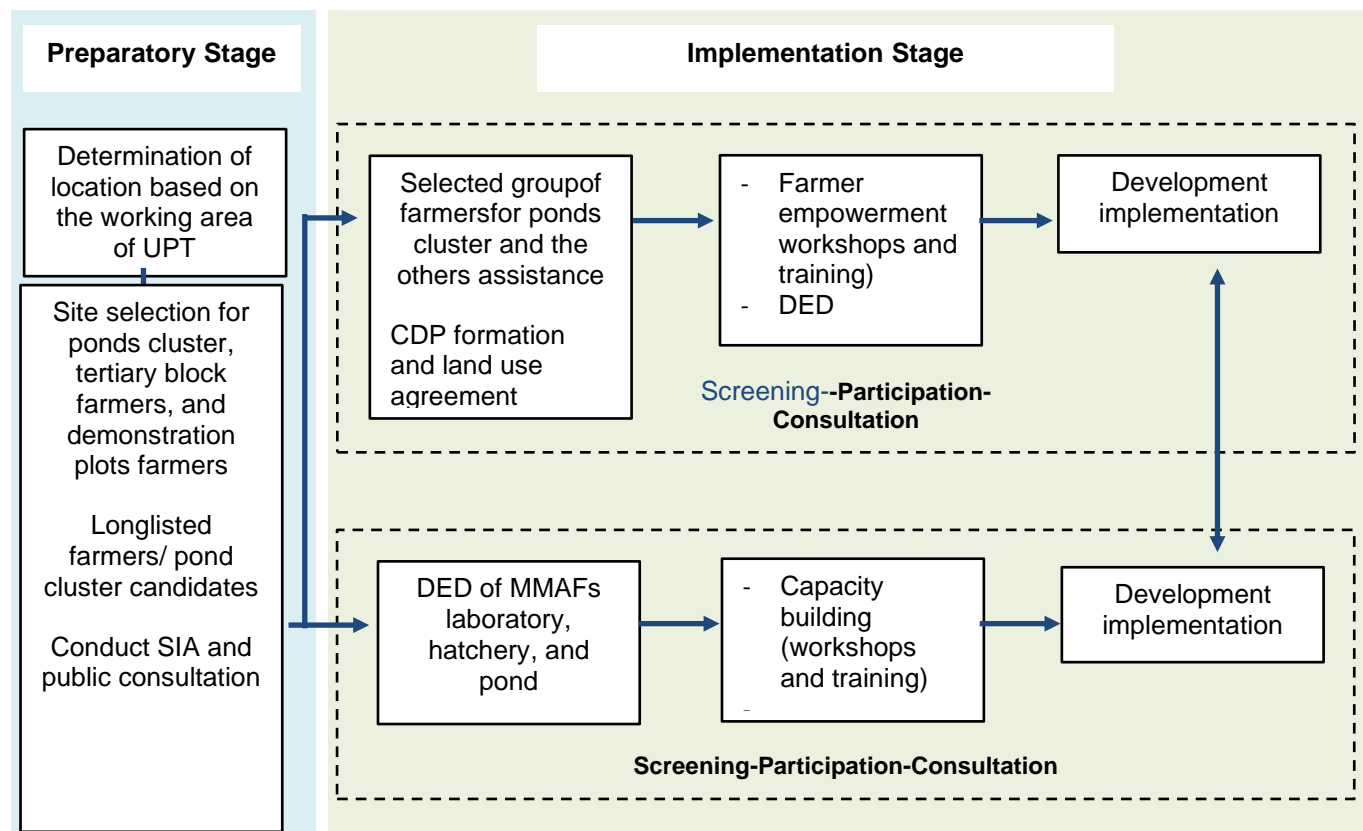 Preparatory Stage
Implementation Stage
Determination of
location based on
the working area
of UPT
Site selection for
ponds cluster,
tertiary block
farmers, and
demonstration
plots farmers
Longlisted
farmers/ pond
cluster candidates
Conduct SIA and
public consultation
Selected groupof
farmersfor ponds
cluster and the
others assistance
CDP formation
and land use
agreement
- Farmer
empowerment
workshops and
training)
- DED
Development
implementation
Screening--Participation-
Consultation
DED of MMAFs
laboratory,
hatchery, and
pond
- Capacity
building
(workshops
and training)
-
Development
implementation
Screening-Participation-Consultation